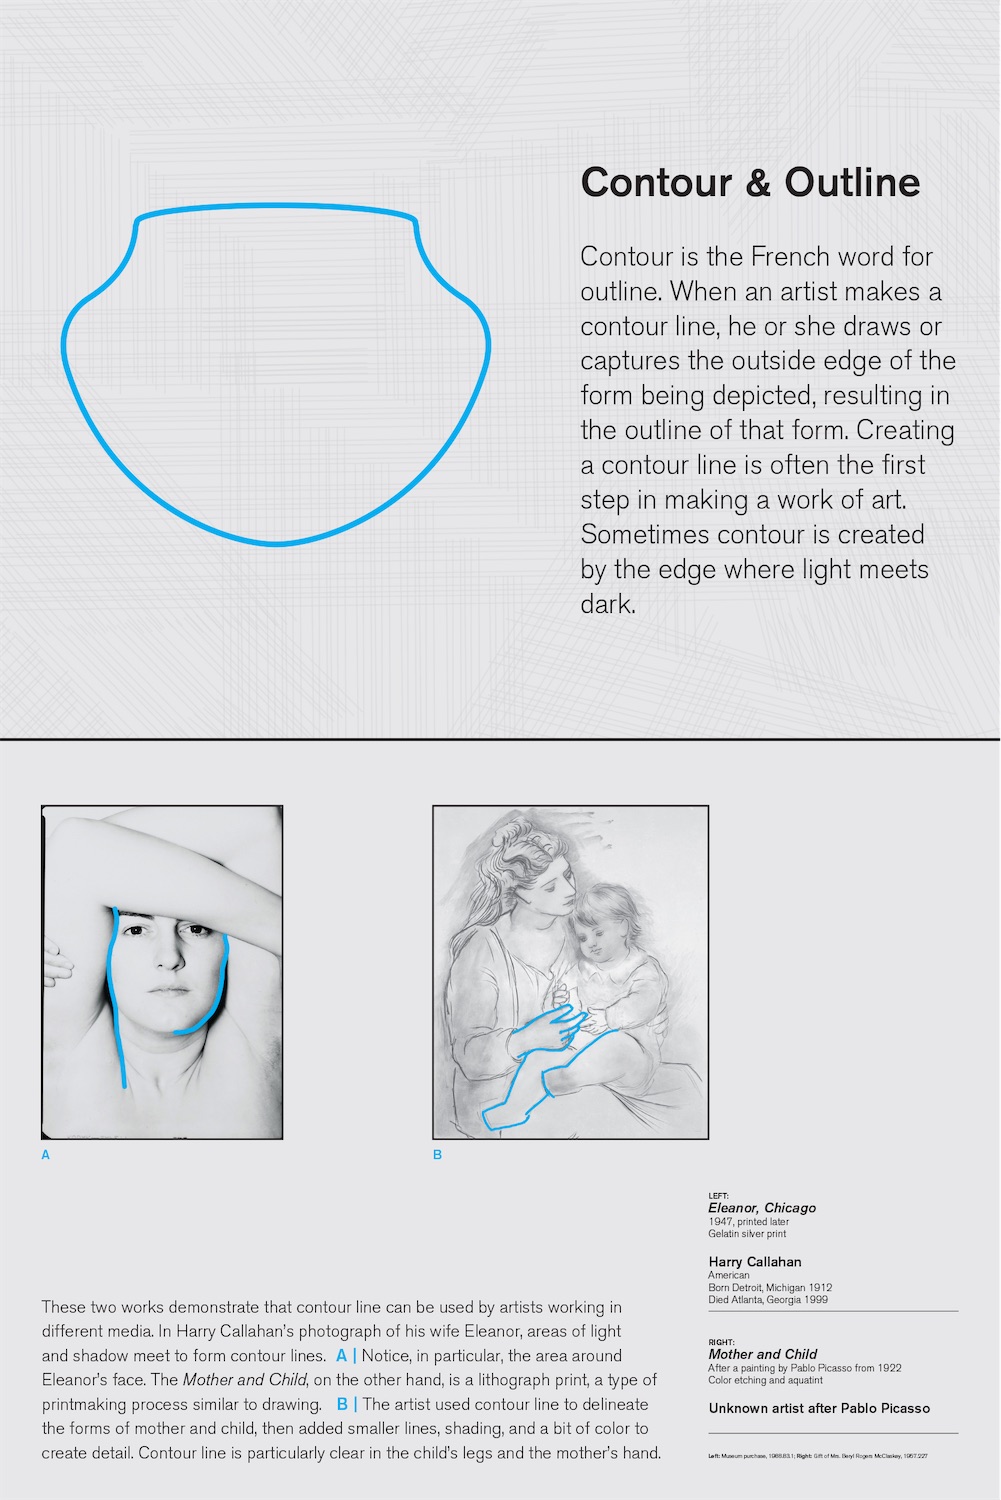 Contour & Outline
Contour is the French word for
outline. When an artist makes a
contour line, he or she draws or
captures the outside edge of the
form being depicted, resulting in
the outline of that form. Creating
a contour line is often the first
step in making a work of art.
Sometimes contour is created
by the edge where light meets
dark.
A
B
These two works demonstrate that contour line can be used by artists working in
different media. In Harry Callahan's photograph of his wife Eleanor, areas of light
and shadow meet to form contour lines. A | Notice, in particular, the area around
Eleanor's face. The Mother and Child, on the other hand, is a lithograph print, a type of
printmaking process similar to drawing. B | The artist used contour line to delineate
the forms of mother and child, then added smaller lines, shading, and a bit of color to
create detail. Contour line is particularly clear in the child's legs and the mother's hand.
LEFT:
Eleanor, Chicago
1947, printed later
Gelatin silver print
Harry Callahan
American
Born Detroit, Michigan 1912
Died Atlanta, Georgia 1999
RIGHT:
Mother and Child
After a painting by Pablo Picasso from 1922
Color etching and aquatint
Unknown artist after Pablo Picasso
Left: Museum purchase, 1988.83.1; Right: Gift of Mrs. Beryl Rogers McClaskey, 1957.227